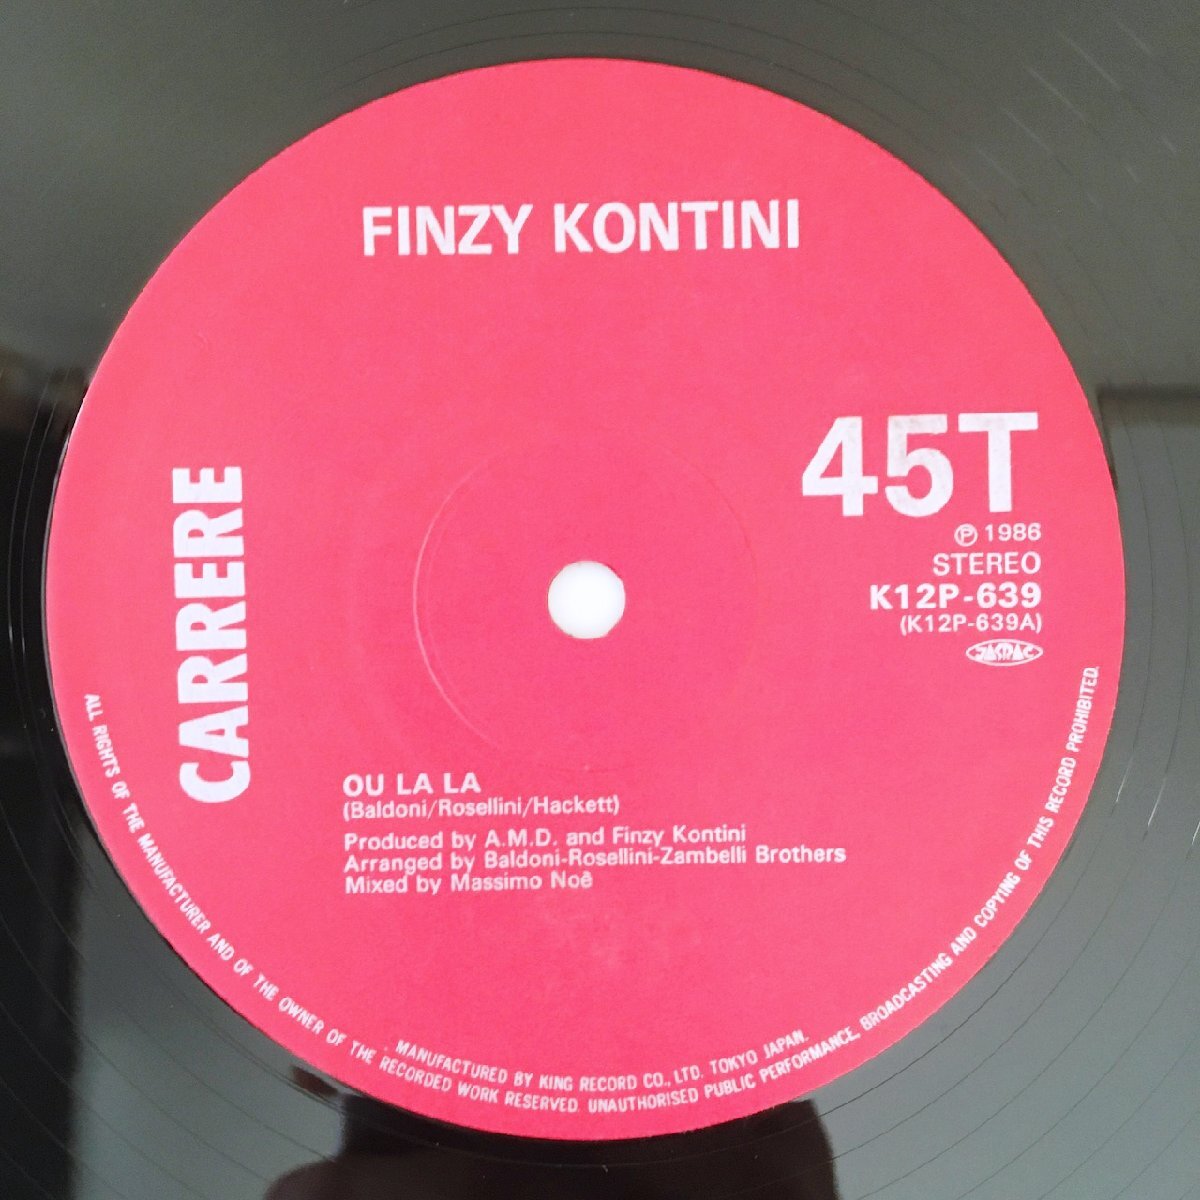 FINZY KONTINI
CARRERE
45T
Ⓟ 1986
STEREO
K12P-639
(K12P-639A)
JASRAC
OU LA LA
(Baldoni/Rosellini/Hackett)
Produced by A.M.D. and Finzy Kontini
Arranged by Baldoni-Rosellini-Zambelli Brothers
Mixed by Massimo Noê
MANUFACTURED BY KING RECORD CO., LTD. TOKYO JAPAN.
ALL RIGHTS OF THE MANUFACTURER AND OF THE OWNER OF THE RECORDED WORK RESERVED. UNAUTHORISED PUBLIC PERFORMANCE, BROADCASTING AND COPYING OF THIS RECORD PROHIBITED.